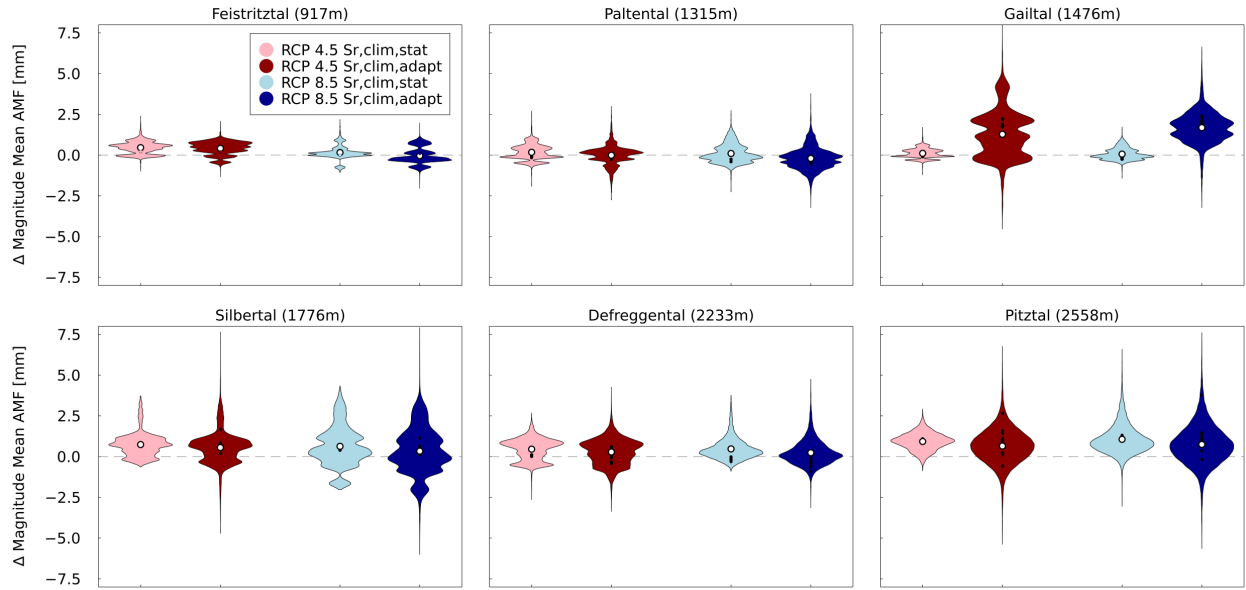 Feistritztal (917m)
Paltental (1315m)
Gailtal (1476m)
Δ Magnitude Mean AMF [mm]
7.5
5.0
2.5
0.0
−2.5
−5.0
−7.5
RCP 4.5 Sr,clim,stat
RCP 4.5 Sr,clim,adapt
RCP 8.5 Sr,clim,stat
RCP 8.5 Sr,clim,adapt
Silbertal (1776m)
Defreggental (2233m)
Pitztal (2558m)
Δ Magnitude Mean AMF [mm]
7.5
5.0
2.5
0.0
−2.5
−5.0
−7.5